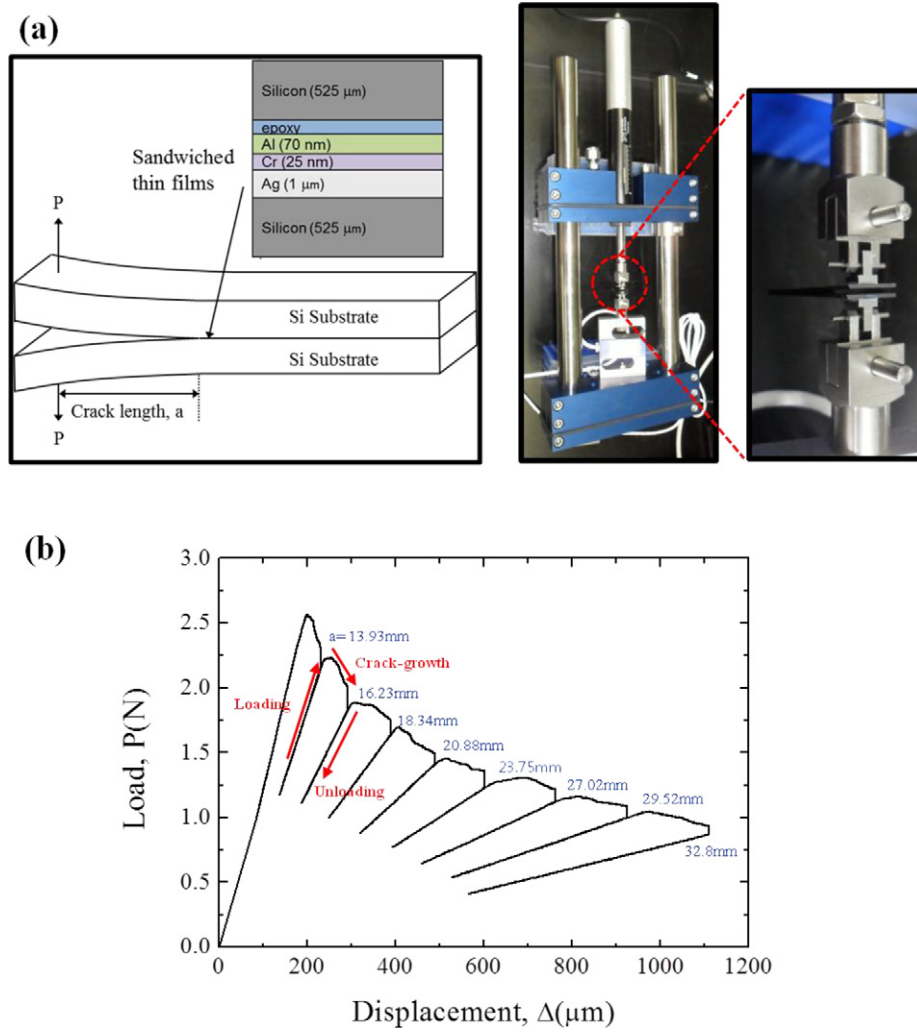 (a)
Silicon (525 μm)
epoxy
Al (70 nm)
Cr (25 nm)
Ag (1 μm)
Silicon (525 μm)
Sandwiched
thin films
P
Si Substrate
Si Substrate
Crack length, a
P
(b)
3.0
2.5
2.0
1.5
1.0
0.5
0.0
Load, P(N)
a=13.93mm
Crack-growth
Loading
16.23mm
18.34mm
20.88mm
Unloading
23.75mm
27.02mm
29.52mm
32.8mm
0 200 400 600 800 1000 1200
Displacement, Δ(μm)